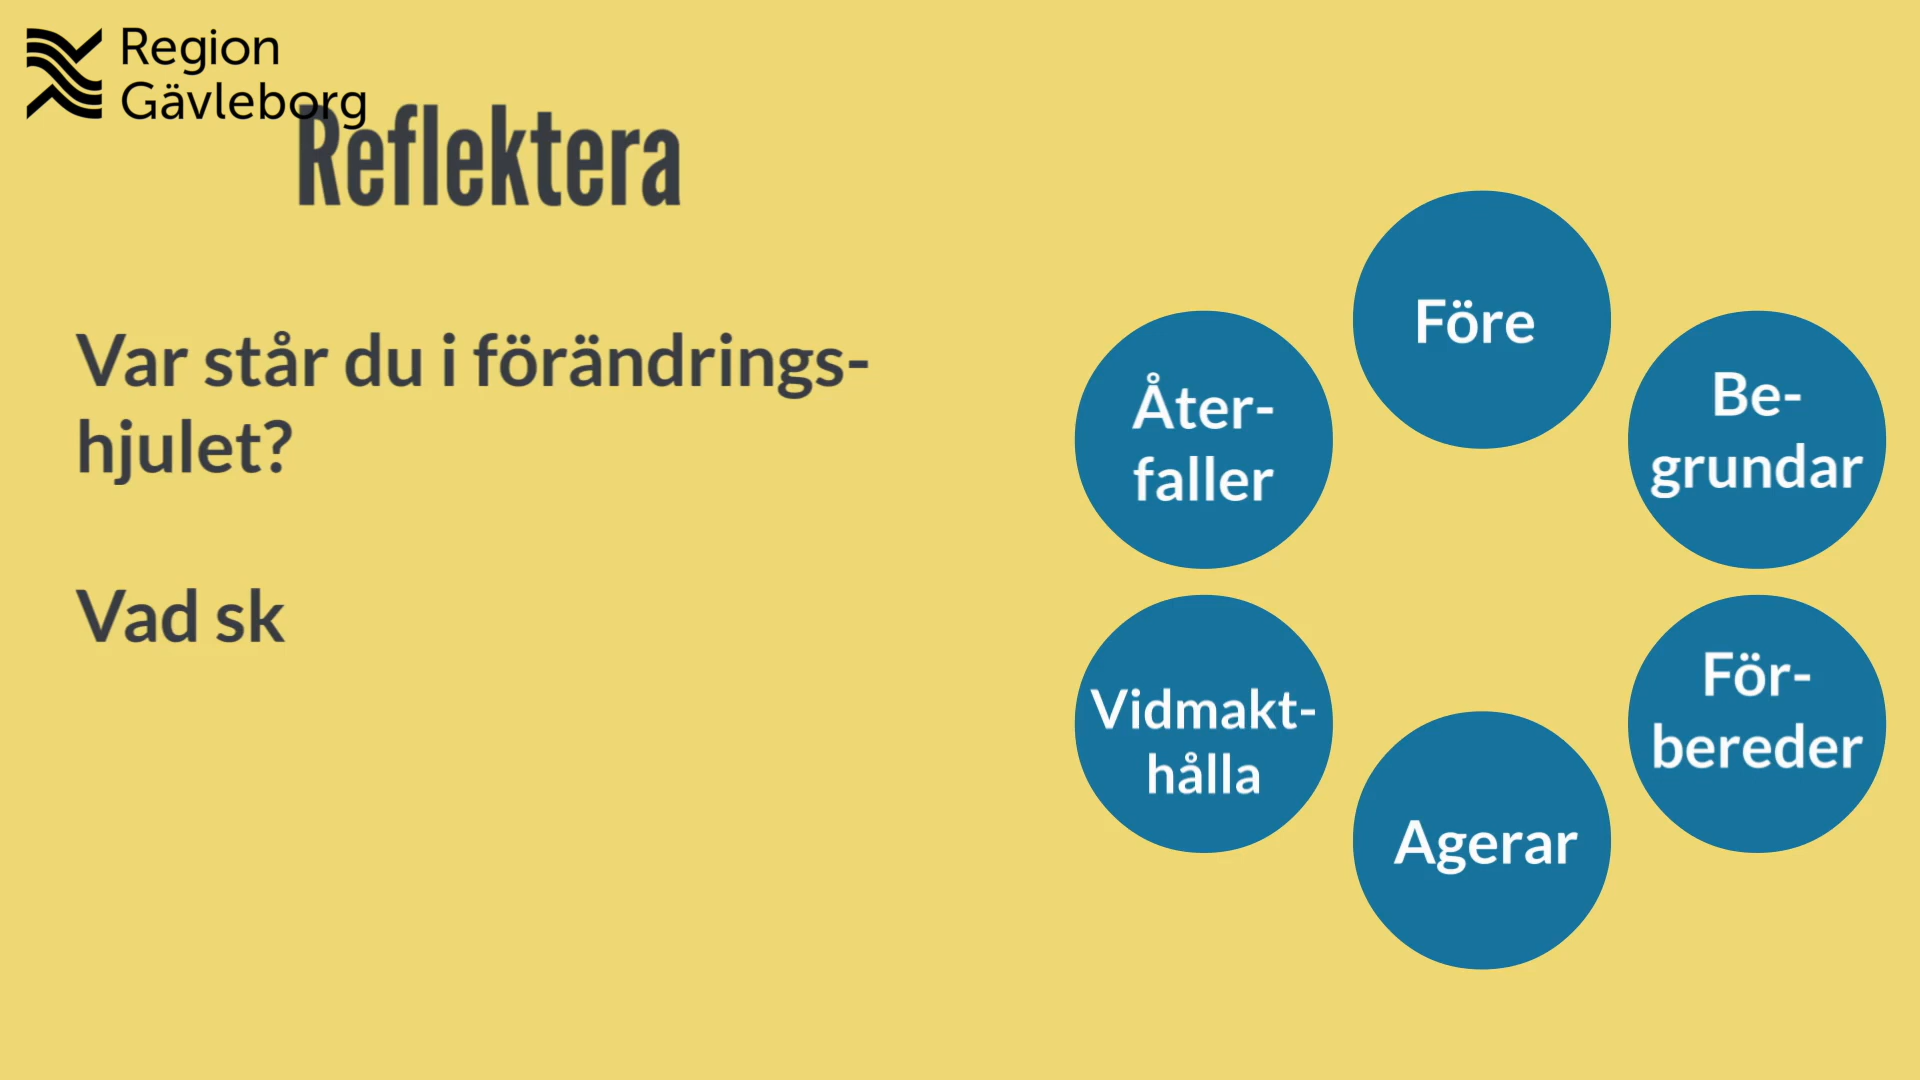 Region
Gävleborg
Reflektera
Var står du i förändrings-
hjulet?
Vad sk
Före
Be-
grundar
För-
bereder
Agerar
Vidmakt-
hålla
Åter-
faller